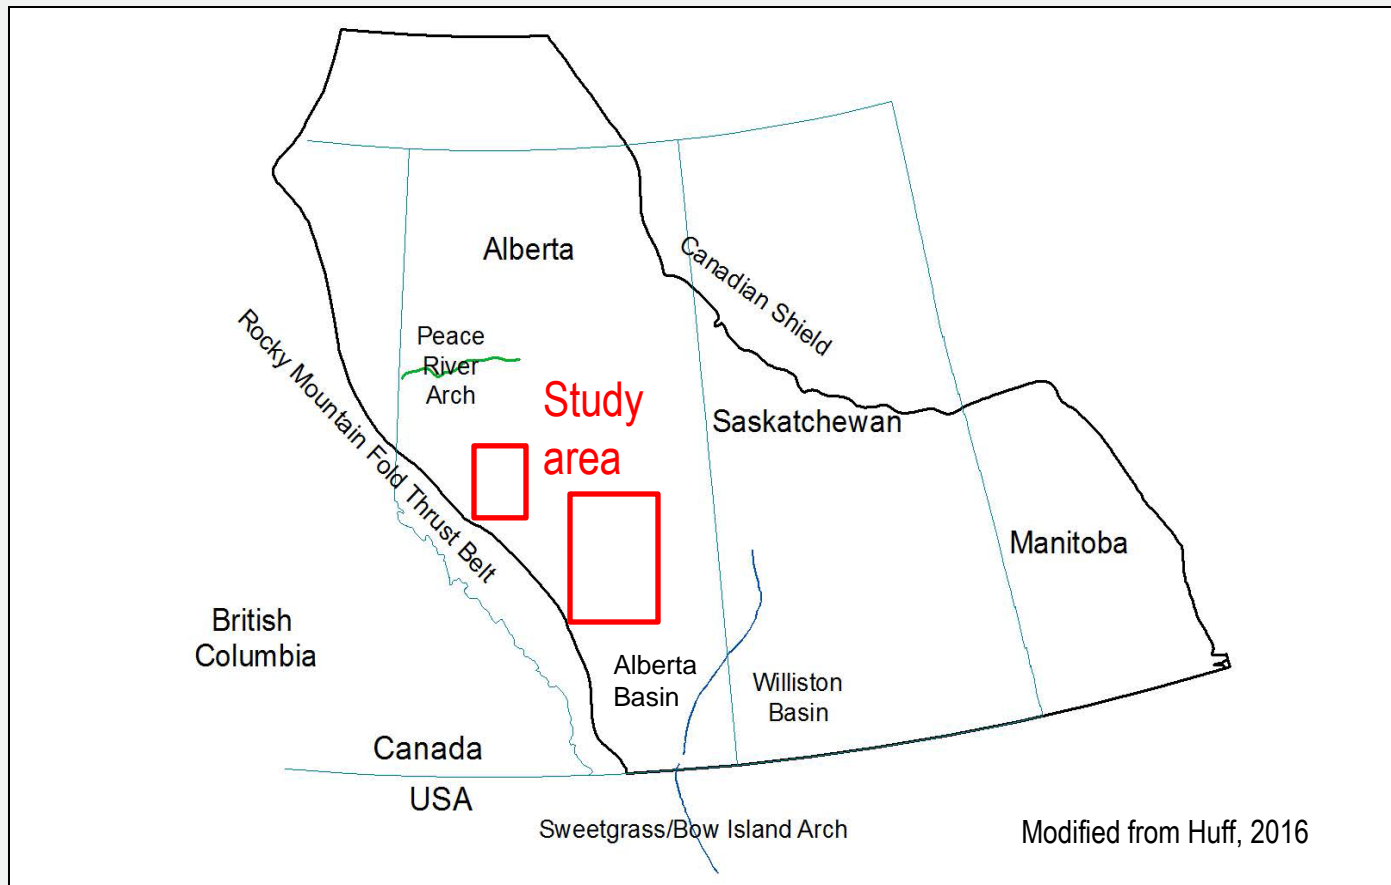 Alberta
Canadian Shield
Peace
River
Arch
Rocky Mountain Fold Thrust Belt
Study
area
Saskatchewan
Manitoba
British
Columbia
Alberta
Basin
Williston
Basin
Canada
USA
Sweetgrass/Bow Island Arch
Modified from Huff, 2016